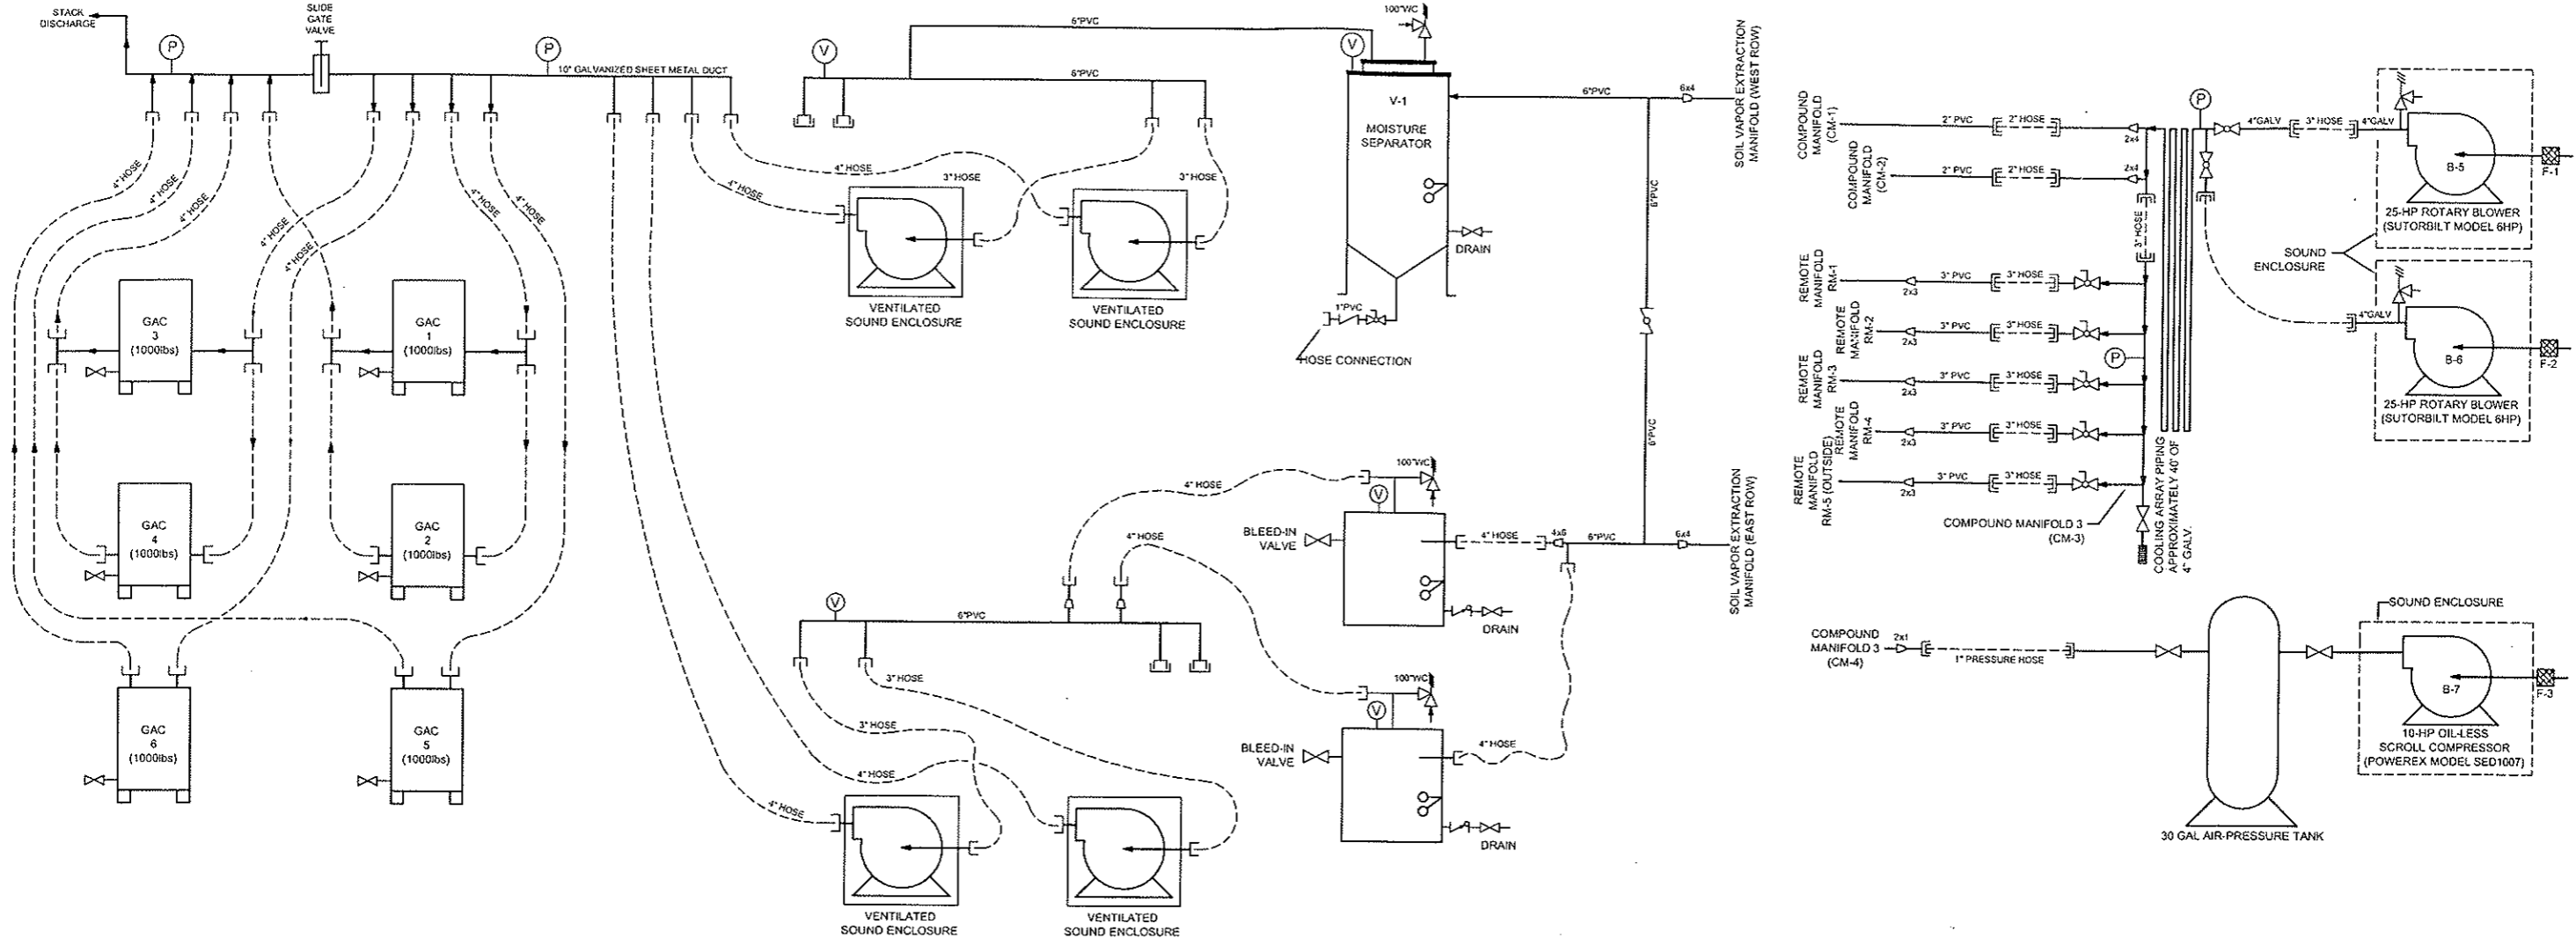 STACK
DISCHARGE
SLIDE
GATE
VALVE
P
P
10" GALVANIZED SHEET METAL DUCT
4" HOSE
4" HOSE
4" HOSE
4" HOSE
4" HOSE
4" HOSE
4" HOSE
GAC
3
(1000lbs)
GAC
1
(1000lbs)
GAC
4
(1000lbs)
GAC
2
(1000lbs)
GAC
6
(1000lbs)
GAC
5
(1000lbs)
6"PVC
V
6"PVC
4" HOSE
4" HOSE
3" HOSE
3" HOSE
VENTILATED
SOUND ENCLOSURE
VENTILATED
SOUND ENCLOSURE
100"WC
V
V-1
MOISTURE
SEPARATOR
DRAIN
1"PVC
HOSE CONNECTION
6"PVC
6x4
SOIL VAPOR EXTRACTION
MANIFOLD (WEST ROW)
6"PVC
6"PVC
4" HOSE
4" HOSE
100"WC
V
BLEED-IN
VALVE
DRAIN
4" HOSE
4x6
6"PVC
6x4
SOIL VAPOR EXTRACTION
MANIFOLD (EAST ROW)
V
6"PVC
3" HOSE
3" HOSE
4" HOSE
4" HOSE
100"WC
V
BLEED-IN
VALVE
4" HOSE
DRAIN
VENTILATED
SOUND ENCLOSURE
VENTILATED
SOUND ENCLOSURE
COMPOUND
MANIFOLD
(CM-1)
2" PVC
2" HOSE
2x4
COMPOUND
MANIFOLD
(CM-2)
2" PVC
2" HOSE
2x4
3" HOSE
REMOTE
MANIFOLD
RM-1
2x3
3" PVC
3" HOSE
REMOTE
MANIFOLD
RM-2
2x3
3" PVC
3" HOSE
P
REMOTE
MANIFOLD
RM-3
2x3
3" PVC
3" HOSE
REMOTE
MANIFOLD
RM-4
2x3
3" PVC
3" HOSE
REMOTE
MANIFOLD
RM-5 (OUTSIDE)
2x3
3" PVC
3" HOSE
COMPOUND MANIFOLD 3
(CM-3)
COOLING ARRAY PIPING
APPROXIMATELY 40' OF
4" GALV.
P
4"GALV
3" HOSE
4"GALV
B-5
F-1
25-HP ROTARY BLOWER
(SUTORBILT MODEL 6HP)
SOUND
ENCLOSURE
4"GALV
B-6
F-2
25-HP ROTARY BLOWER
(SUTORBILT MODEL 6HP)
COMPOUND
MANIFOLD 3
(CM-4)
2x1
1" PRESSURE HOSE
30 GAL AIR-PRESSURE TANK
SOUND ENCLOSURE
B-7
F-3
10-HP OIL-LESS
SCROLL COMPRESSOR
(POWEREX MODEL SED1007)